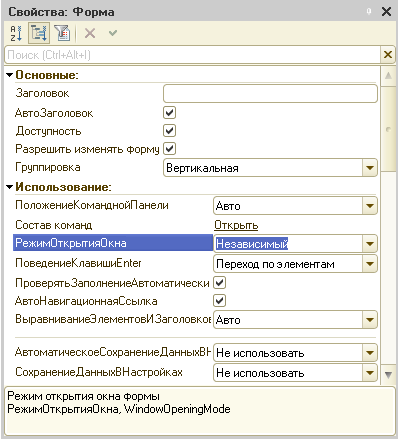 Свойства: Форма
Поиск (Ctrl+Alt+I)
Основные:
Заголовок
АвтоЗаголовок
Доступность
Разрешить изменять форму
Группировка Вертикальная
Использование:
ПоложениеКоманднойПанели Авто
Состав команд Открыть
РежимОткрытияОкна Независимый
ПоведениеКлавишиEnter Переход по элементам
ПроверятьЗаполнениеАвтоматически
АвтоНавигационнаяСсылка
ВыравниваниеЭлементовИЗаголовков Авто
АвтоматическоеСохранениеДанныхВН Не использовать
СохранениеДанныхВНастройках Не использовать
Режим открытия окна формы
РежимОткрытияОкна, WindowOpeningMode